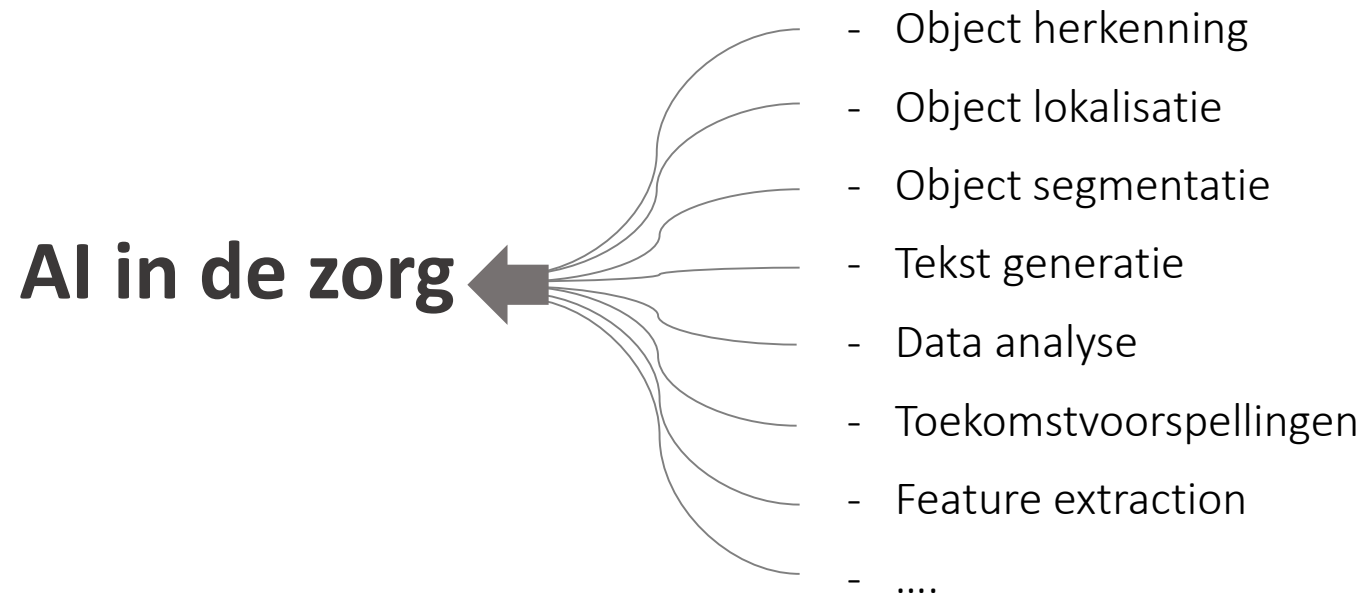 AI in de zorg
- Object herkenning
- Object lokalisatie
- Object segmentatie
- Tekst generatie
- Data analyse
- Toekomstvoorspellingen
- Feature extraction
- ....